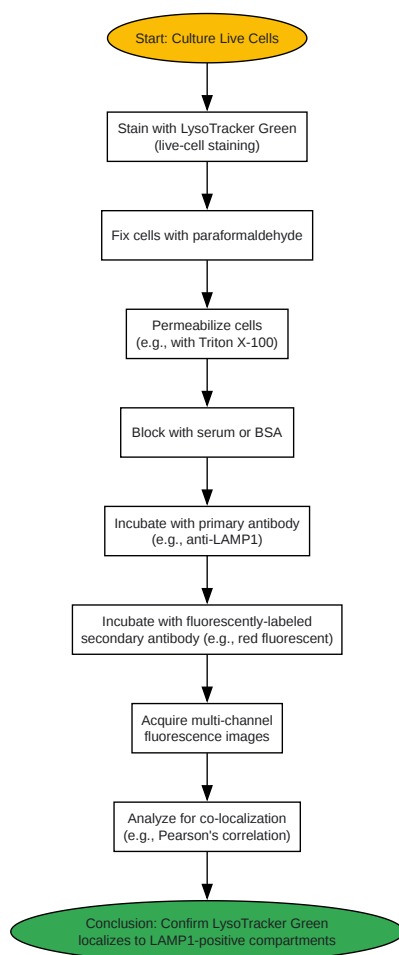 Start: Culture Live Cells
Stain with LysoTracker Green
(live-cell staining)
Fix cells with paraformaldehyde
Permeabilize cells
(e.g., with Triton X-100)
Block with serum or BSA
Incubate with primary antibody
(e.g., anti-LAMP1)
Incubate with fluorescently-labeled
secondary antibody (e.g., red fluorescent)
Acquire multi-channel
fluorescence images
Analyze for co-localization
(e.g., Pearson's correlation)
Conclusion: Confirm LysoTracker Green
localizes to LAMP1-positive compartments